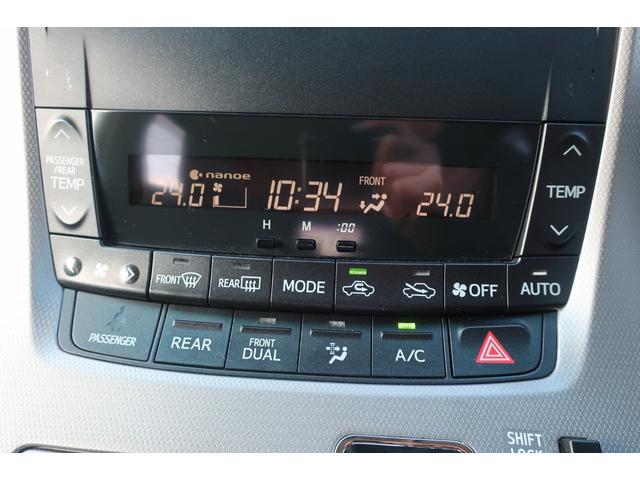 PASSENGER
/REAR
TEMP
nanoe
24.0
10:34
FRONT
24.0
TEMP
H
M
:00
FRONT
REAR
MODE
OFF
AUTO
PASSENGER
REAR
FRONT
DUAL
A/C
SHIFT
LOCK